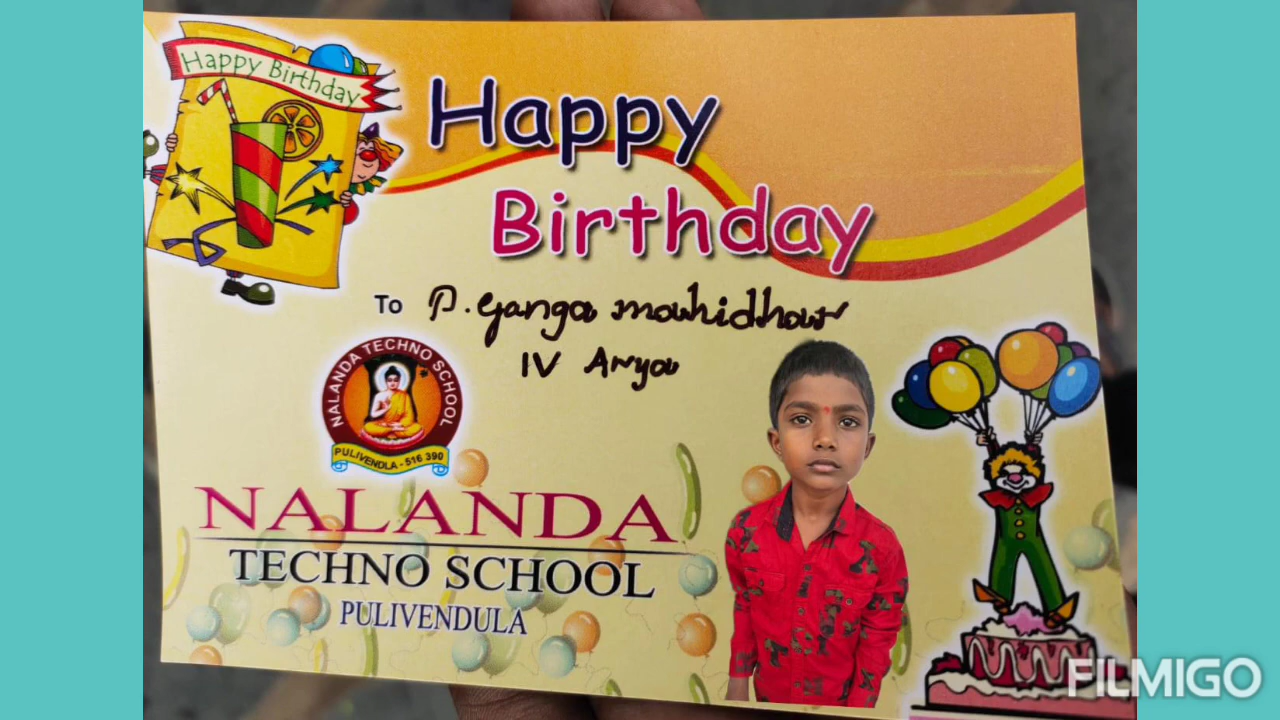 Happy Birthday
Happy
Birthday
To P. Ganga mahidhar
IV Arya
NALANDA TECHNO SCHOOL
PULIVENDLA - 516 390
NALANDA
TECHNO SCHOOL
PULIVENDULA
FILMIGO